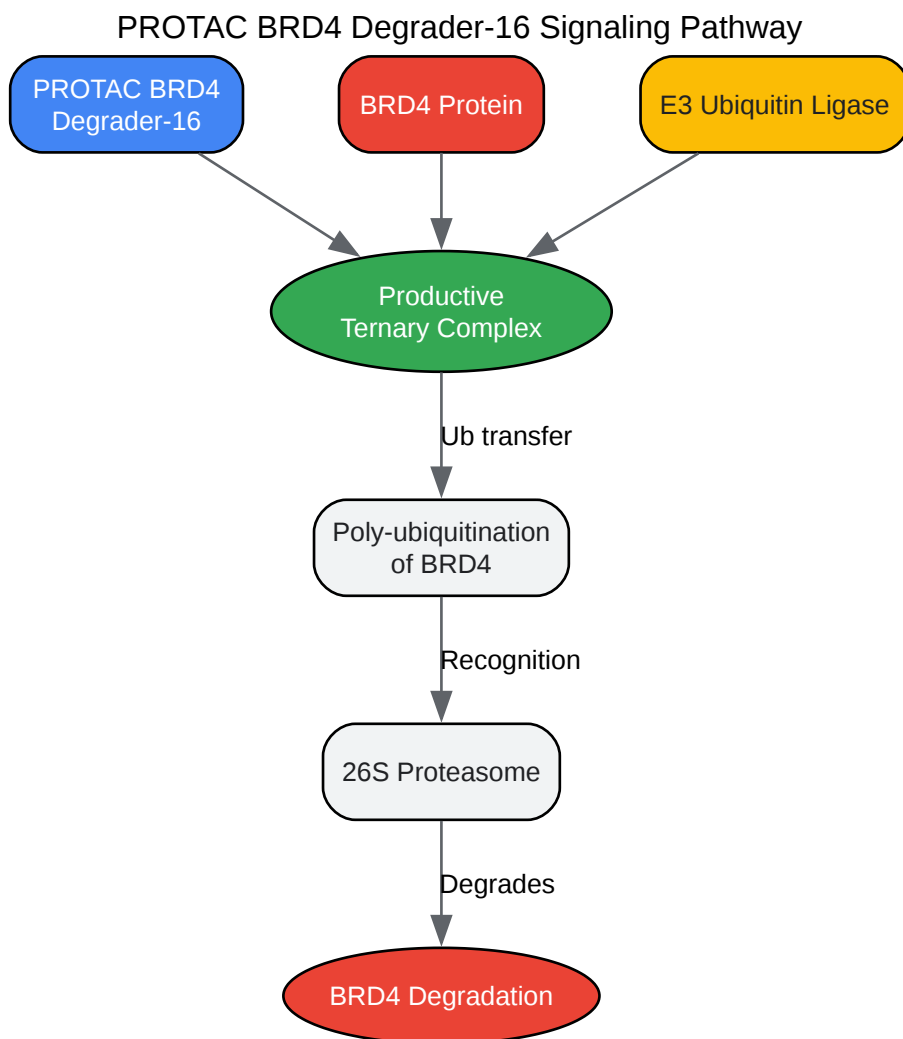 PROTAC BRD4 Degrader-16 Signaling Pathway
PROTAC BRD4
Degrader-16
BRD4 Protein
E3 Ubiquitin Ligase
Productive
Ternary Complex
Ub transfer
Poly-ubiquitination
of BRD4
Recognition
26S Proteasome
Degrades
BRD4 Degradation